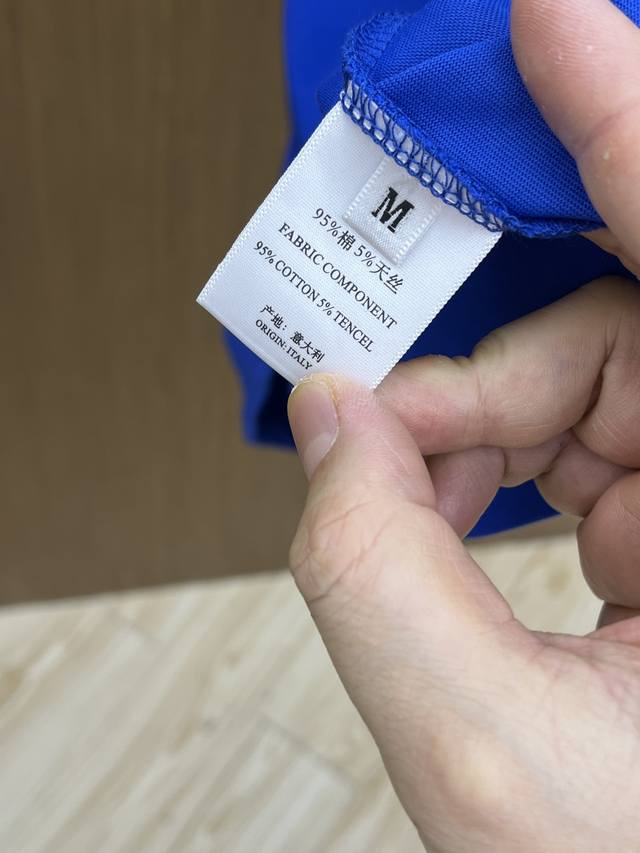 M
95%棉 5%天丝
FABRIC COMPONENT
95% COTTON 5% TENCEL
产地：意大利
ORIGIN: ITALY